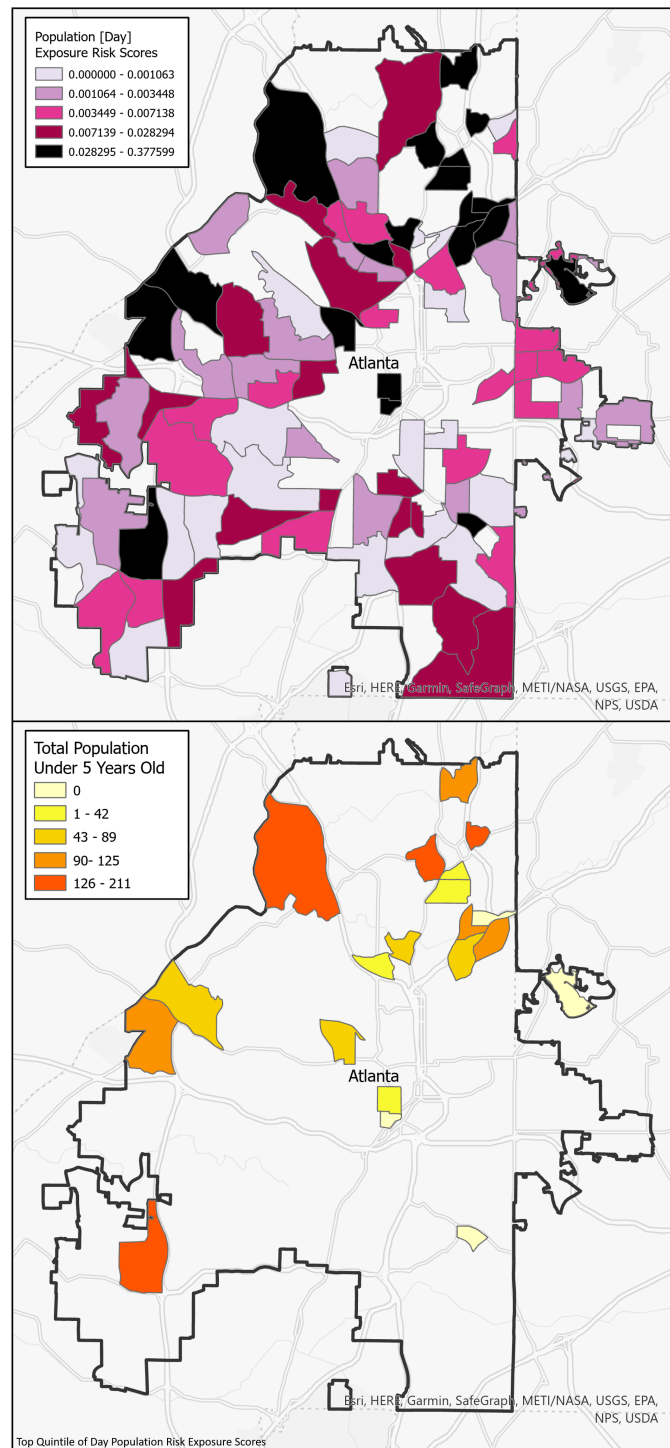 Population [Day]
Exposure Risk Scores
0.000000 - 0.001063
0.001064 - 0.003448
0.003449 - 0.007138
0.007139 - 0.028294
0.028295 - 0.377599
Atlanta
Esri, HERE, Garmin, SafeGraph, METI/NASA, USGS, EPA,
NPS, USDA
Total Population
Under 5 Years Old
0
1 - 42
43 - 89
90- 125
126 - 211
Atlanta
Esri, HERE, Garmin, SafeGraph, METI/NASA, USGS, EPA,
NPS, USDA
Top Quintile of Day Population Risk Exposure Scores